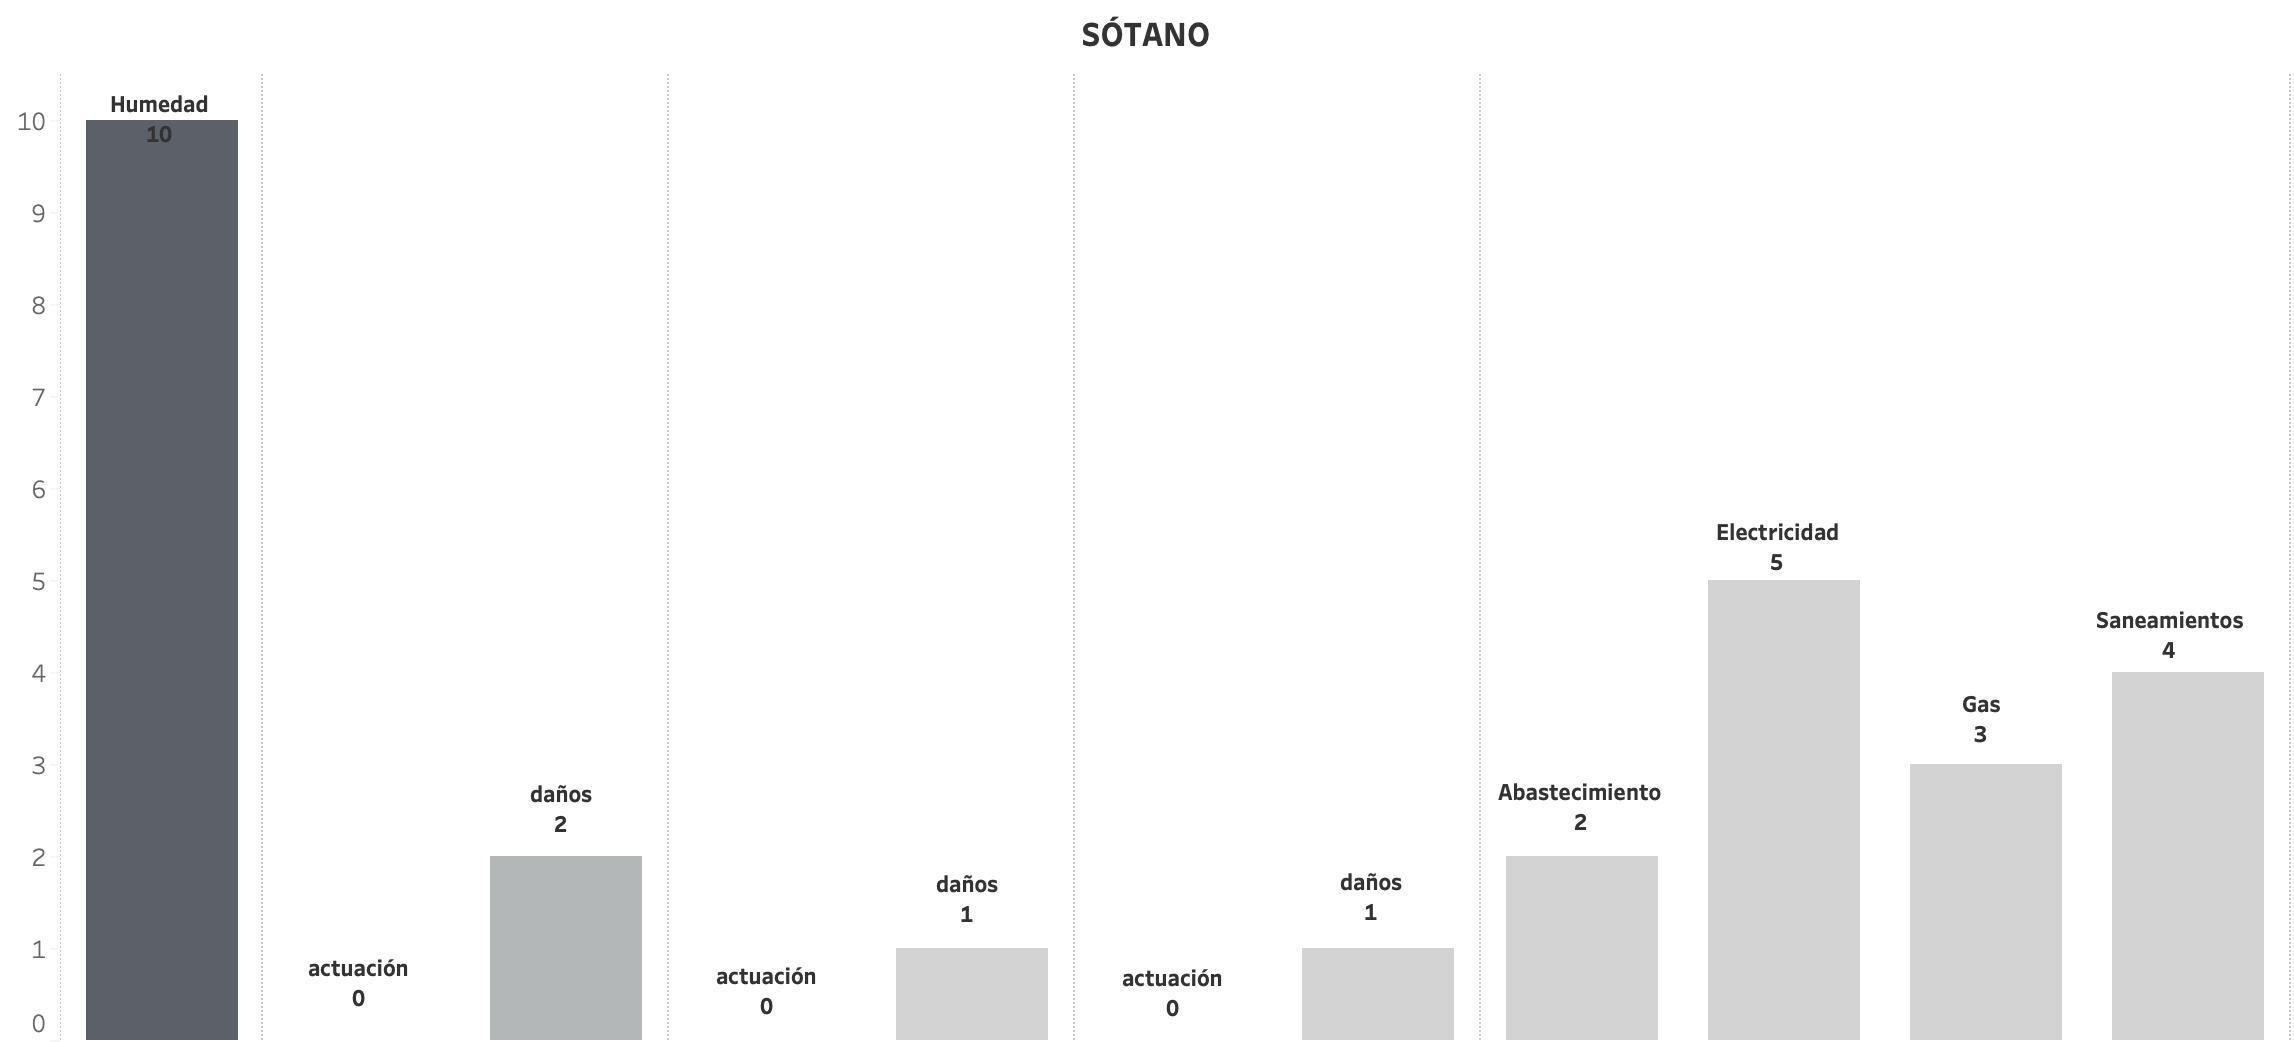 SÓTANO
10
9
8
7
6
5
4
3
2
1
0
Humedad
10
actuación
0
daños
2
actuación
0
daños
1
actuación
0
daños
1
Abastecimiento
2
Electricidad
5
Gas
3
Saneamientos
4